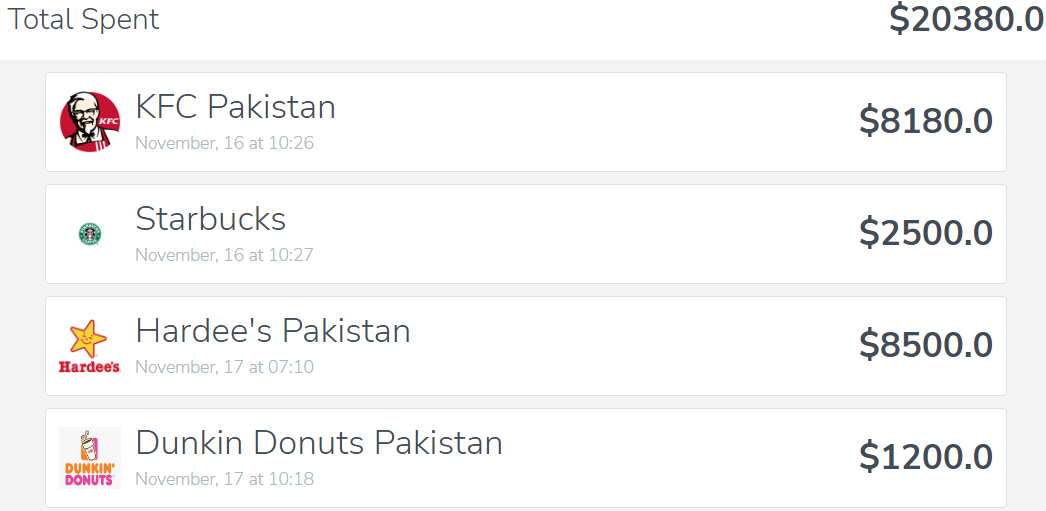 Total Spent $20380.0
KFC
KFC Pakistan $8180.0
November, 16 at 10:26
Starbucks $2500.0
November, 16 at 10:27
Hardee's
Hardee's Pakistan $8500.0
November, 17 at 07:10
DUNKIN'
DONUTS
Dunkin Donuts Pakistan $1200.0
November, 17 at 10:18